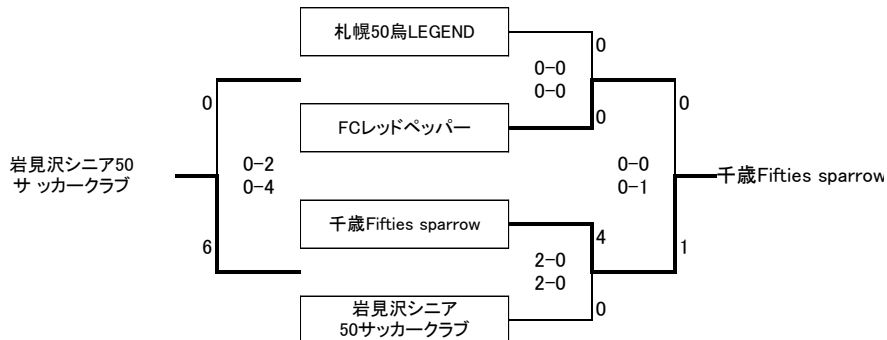 札幌50烏LEGEND
0
0-0
0-0
0
0
0
FCレッドペッパー
岩見沢シニア50
サ ッカークラブ
0-2
0-4
0-0
0-1
千歳Fifties sparrow
千歳Fifties sparrow
6
4
1
2-0
2-0
0
岩見沢シニア
50サッカークラブ